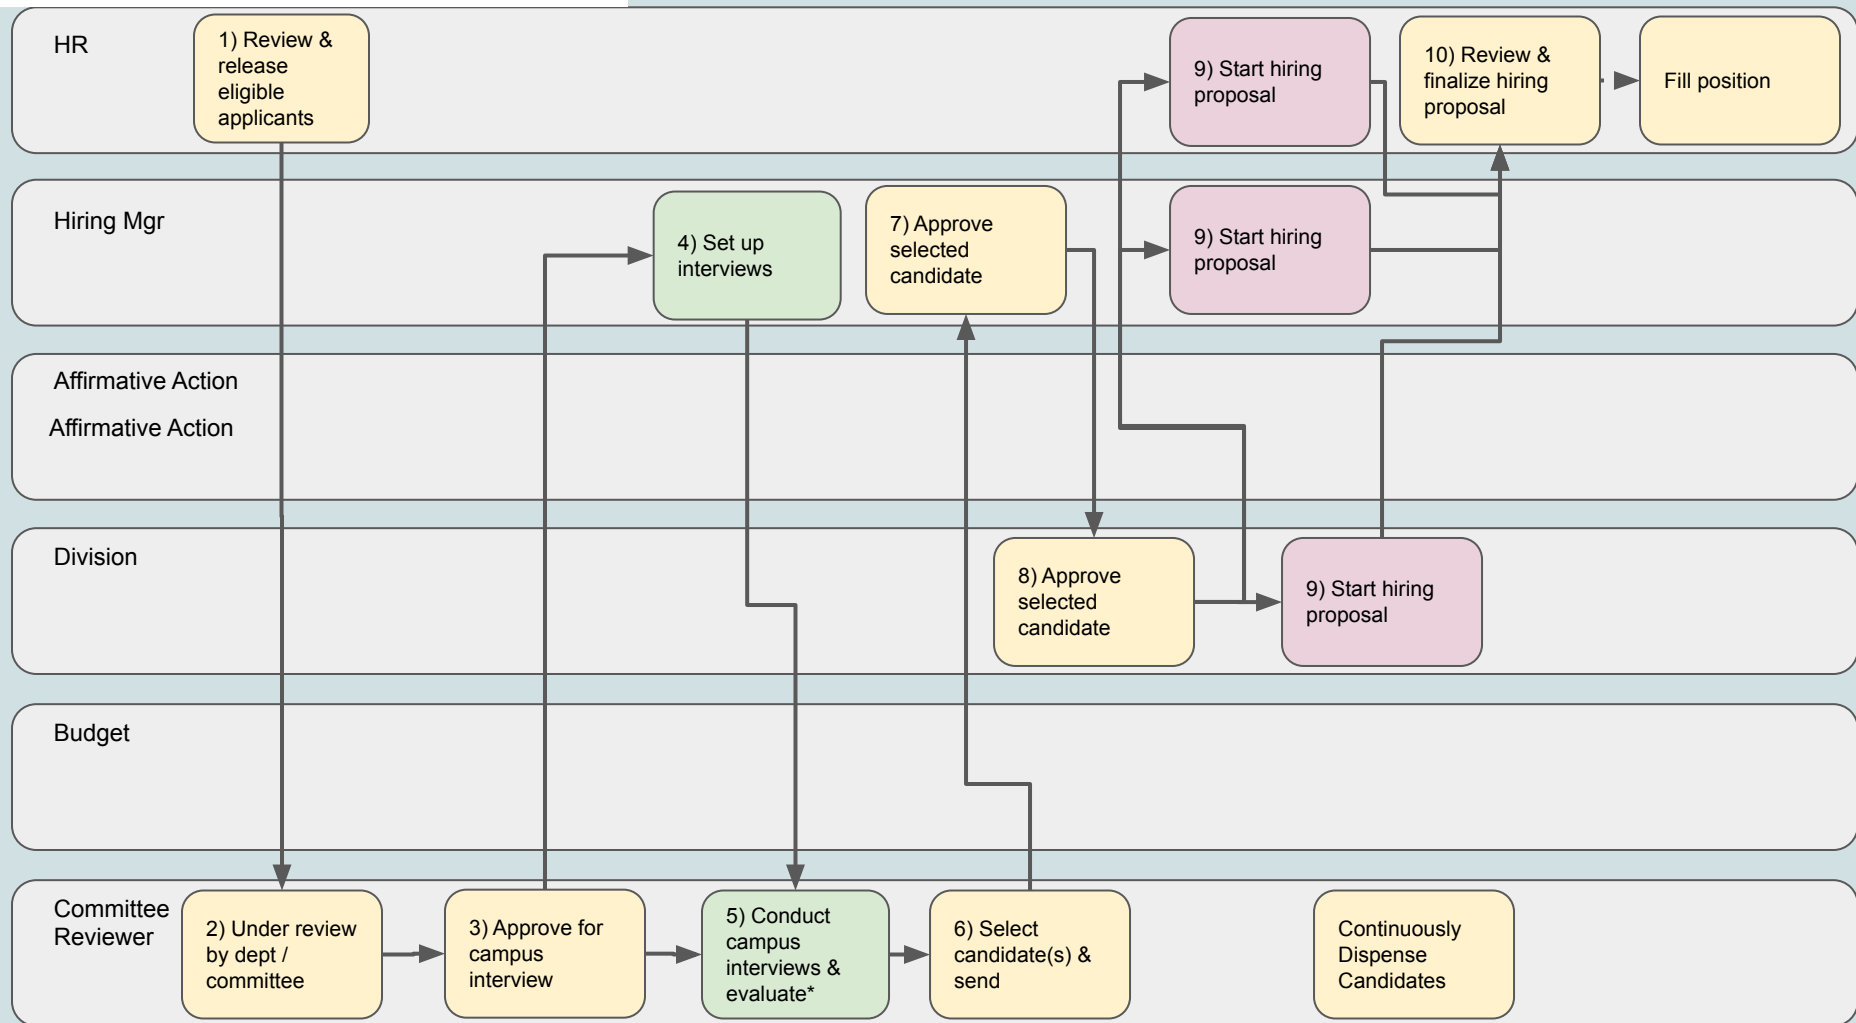 HR
1) Review &
release
eligible
applicants
9) Start hiring
proposal
10) Review &
finalize hiring
proposal
Fill position
Hiring Mgr
4) Set up
interviews
7) Approve
selected
candidate
9) Start hiring
proposal
Affirmative Action
Affirmative Action
Division
8) Approve
selected
candidate
9) Start hiring
proposal
Budget
Committee
Reviewer
2) Under review
by dept /
committee
3) Approve for
campus
interview
5) Conduct
campus
interviews &
evaluate*
6) Select
candidate(s) &
send
Continuously
Dispense
Candidates